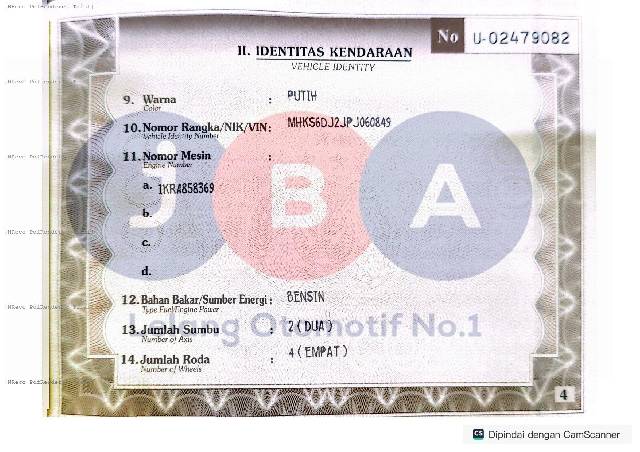 No U-02479082
II. IDENTITAS KENDARAAN
VEHICLE IDENTITY
9. Warna : PUTIH
Color
10. Nomor Rangka/NIK/VIN : MHKS6DJ2JPJ060849
Vehicle Identity Number
11. Nomor Mesin :
Engine Number
a. 1KRA858369
b.
c.
d.
12. Bahan Bakar/Sumber Energi : BENSIN
Type Fuel/Engine Power
13. Jumlah Sumbu : 2 ( DUA )
Number of Axis
14. Jumlah Roda : 4 ( EMPAT )
Number of Wheels
4
JBA
Lelang Otomotif No.1
CS Dipindai dengan CamScanner